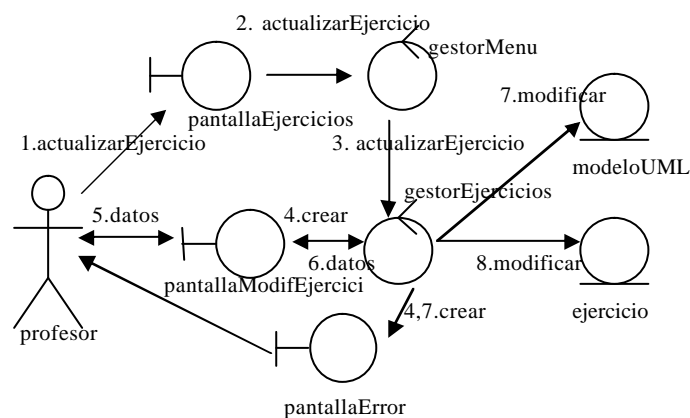 2. actualizarEjercicio
gestorMenu
7.modificar
pantallaEjercicios
1.actualizarEjercicio
3. actualizarEjercicio
modeloUML
gestorEjercicios
5.datos
4.crear
6.datos
8.modificar
pantallaModifEjercici
profesor
4,7.crear
ejercicio
pantallaError